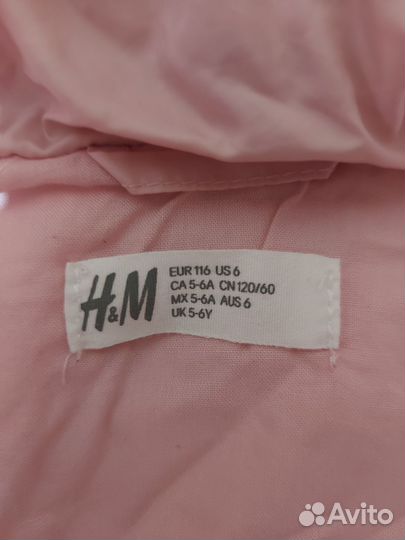 H&M
EUR 116 US 6
CA 5-6A CN 120/60
MX 5-6A AUS 6
UK 5-6Y
Avito